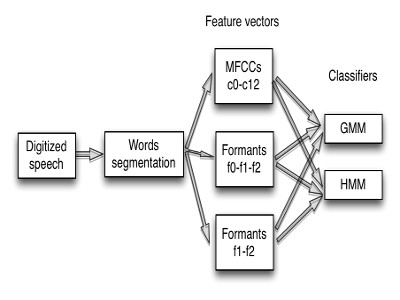 Feature vectors
MFCCs
c0-c12
Classifiers
Digitized
speech
Words
segmentation
Formants
f0-f1-f2
GMM
HMM
Formants
f1-f2